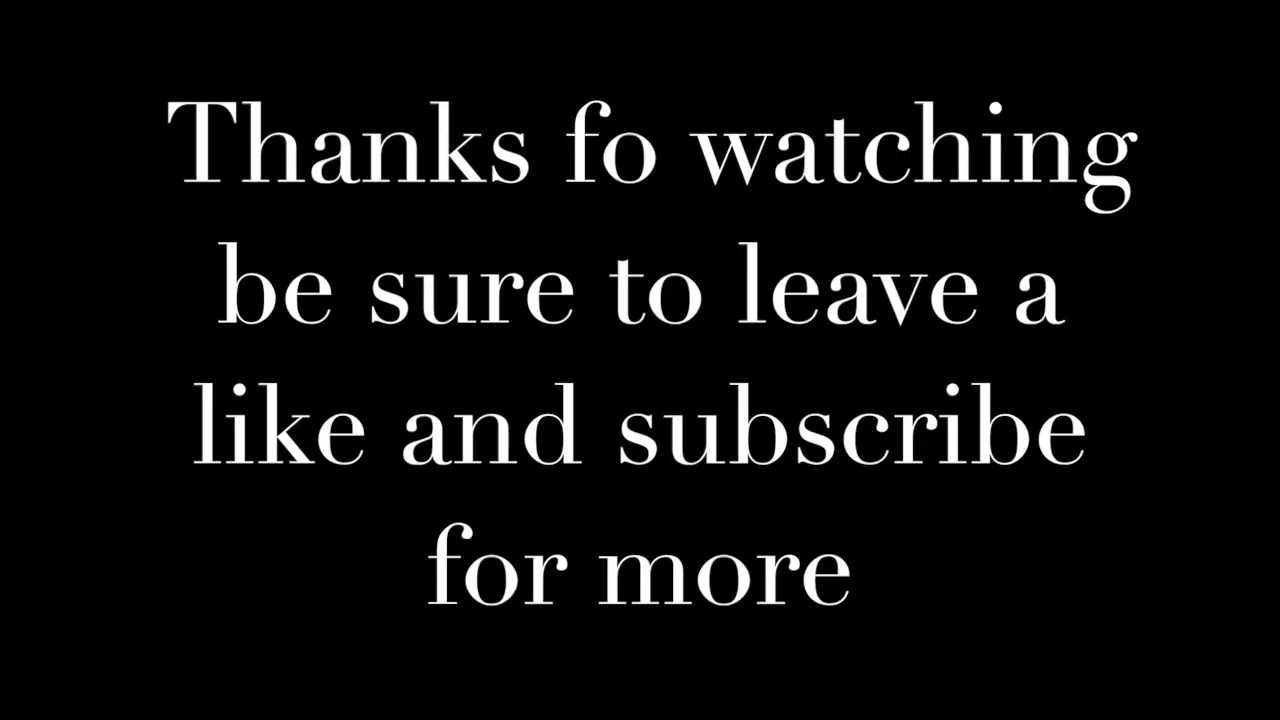 Thanks fo watching
be sure to leave a
like and subscribe
for more